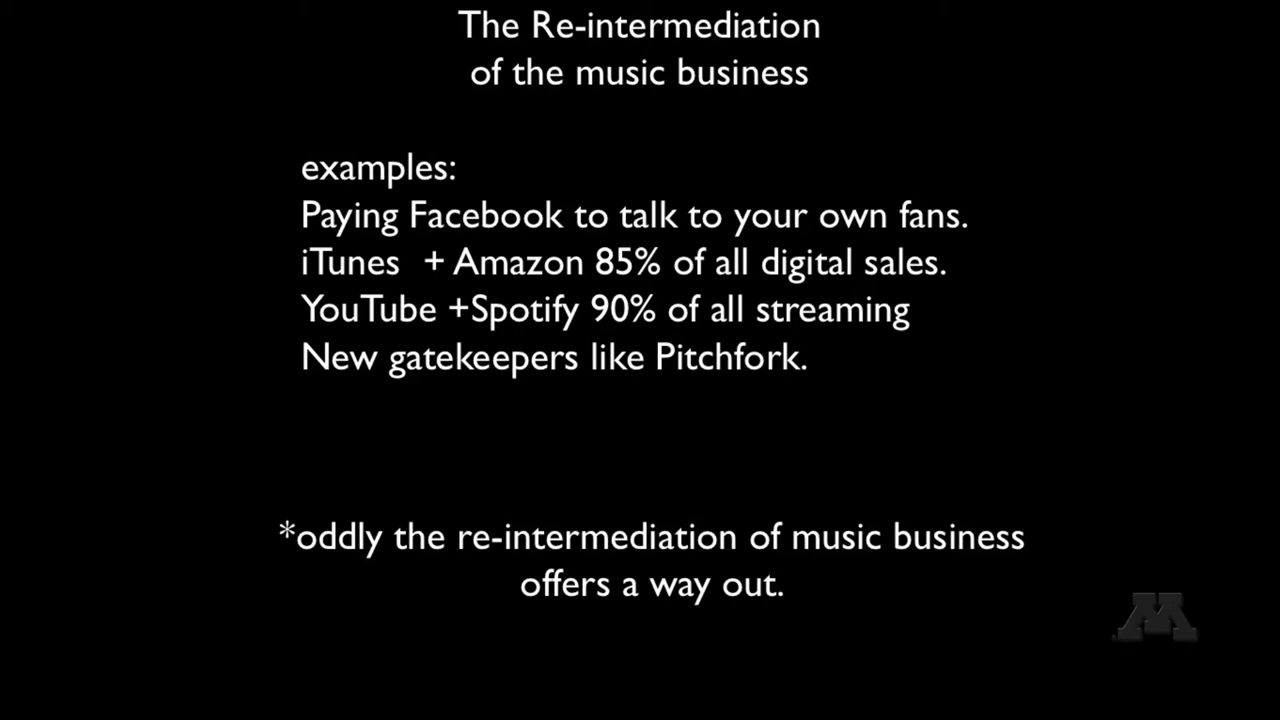 The Re-intermediation
of the music business
examples:
Paying Facebook to talk to your own fans.
iTunes + Amazon 85% of all digital sales.
YouTube +Spotify 90% of all streaming
New gatekeepers like Pitchfork.
*oddly the re-intermediation of music business
offers a way out.
M